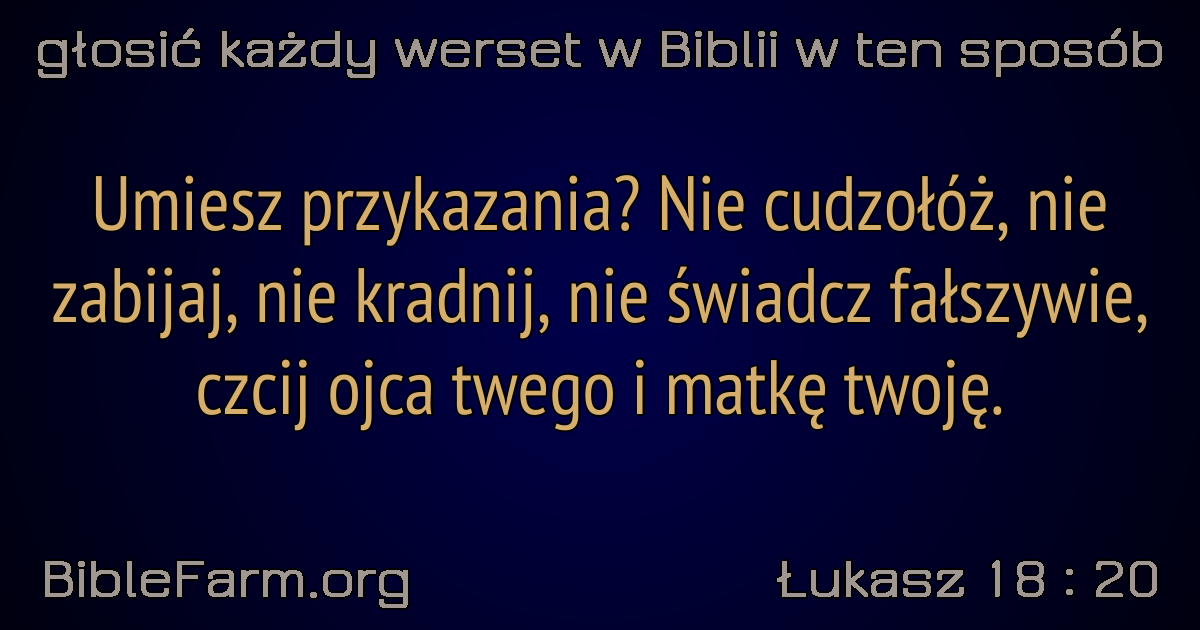 głosić każdy werset w Biblii w ten sposób
Umiesz przykazania? Nie cudzołóż, nie
zabijaj, nie kradnij, nie świadcz fałszywie,
czcij ojca twego i matkę twoję.
BibleFarm.org
Łukasz 18 : 20